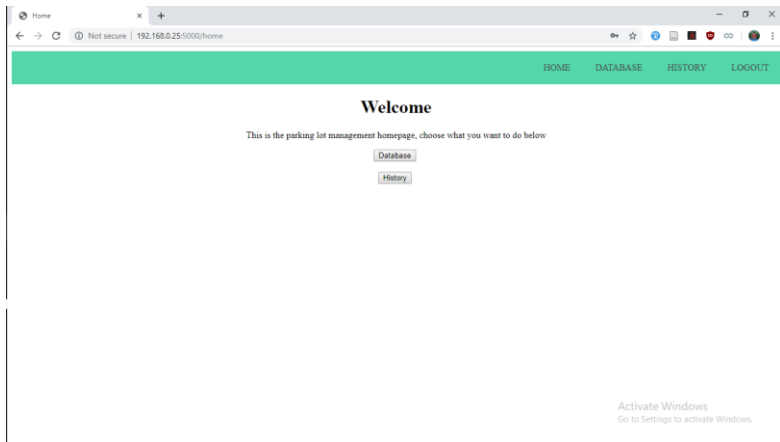 Home
Not secure | 192.168.0.25:5000/home
HOME DATABASE HISTORY LOGOUT
Welcome
This is the parking lot management homepage, choose what you want to do below
Database
History
Activate Windows
Go to Settings to activate Windows.